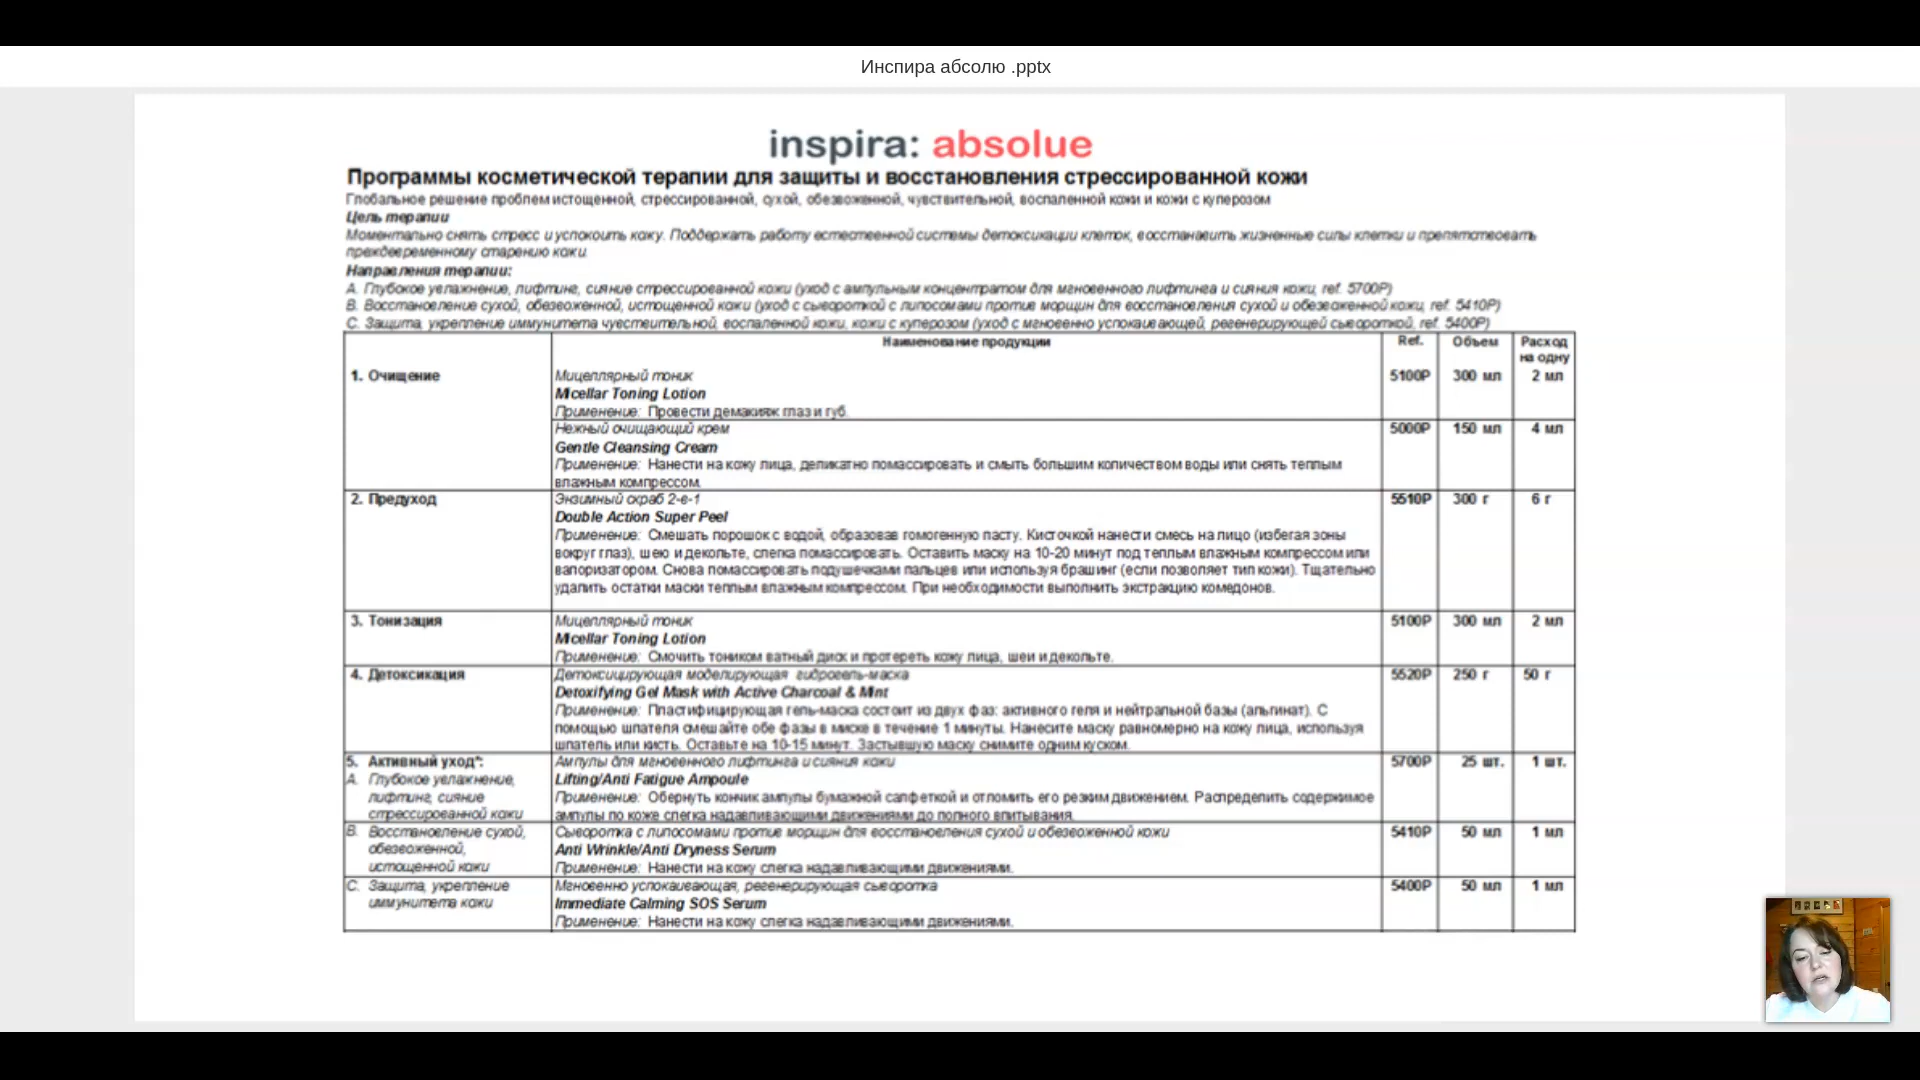 Инспира абсолю .pptx
inspira: absolue
Программы косметической терапии для защиты и восстановления стрессированной кожи
Глобальное решение проблем истощенной, стрессированной, сухой, обезвоженной, чувствительной, воспаленной кожи и кожи с куперозом
Цель терапии
Моментально снять стресс и успокоить кожу. Поддержать работу естественной системы детоксикации клеток, восстановить жизненные силы клетки и препятствовать
преждевременному старению кожи.
Направления терапии:
A. Глубокое увлажнение, лифтинг, сияние стрессированной кожи (уход с ампульным концентратом для мгновенного лифтинга и сияния кожи, ref. 5700P)
B. Восстановление сухой, обезвоженной, истощенной кожи (уход с сывороткой с липосомами против морщин для восстановления сухой и обезвоженной кожи, ref. 5410P)
C. Защита, укрепление иммунитета чувствительной, воспаленной кожи, кожи с куперозом (уход с мгновенно успокаивающей, регенерирующей сывороткой, ref. 5400P)
Наименование продукции Ref. Объем Расход
на одну
1. Очищение Мицеллярный тоник 5100P 300 мл 2 мл
Micellar Toning Lotion
Применение: Провести демакияж глаз и губ.
Нежный очищающий крем 5000P 150 мл 4 мл
Gentle Cleansing Cream
Применение: Нанести на кожу лица, деликатно помассировать и смыть большим количеством воды или снять теплым
влажным компрессом.
2. Предуход Энзимный скраб 2-в-1 5510P 300 г 6 г
Double Action Super Peel
Применение: Смешать порошок с водой, образовав гомогенную пасту. Кисточкой нанести смесь на лицо (избегая зоны
вокруг глаз), шею и декольте, слегка помассировать. Оставить маску на 10-20 минут под теплым влажным компрессом или
вапоризатором. Снова помассировать подушечками пальцев или используя брашинг (если позволяет тип кожи). Тщательно
удалить остатки маски теплым влажным компрессом. При необходимости выполнить экстракцию комедонов.
3. Тонизация Мицеллярный тоник 5100P 300 мл 2 мл
Micellar Toning Lotion
Применение: Смочить тоником ватный диск и протереть кожу лица, шеи и декольте.
4. Детоксикация Детоксицирующая моделирующая гидрогель-маска 5520P 250 г 50 г
Detoxifying Gel Mask with Active Charcoal & Mint
Применение: Пластифицирующая гель-маска состоит из двух фаз: активного геля и нейтральной базы (альгинат). С
помощью шпателя смешайте обе фазы в миске в течение 1 минуты. Нанесите маску равномерно на кожу лица, используя
шпатель или кисть. Оставьте на 10-15 минут. Застывшую маску снимите одним куском.
5. Активный уход*: Ампулы для мгновенного лифтинга и сияния кожи 5700P 25 шт. 1 шт.
A. Глубокое увлажнение, Lifting/Anti Fatigue Ampoule
лифтинг, сияние Применение: Обернуть кончик ампулы бумажной салфеткой и отломить его резким движением. Распределить содержимое
стрессированной кожи ампулы по коже слегка надавливающими движениями до полного впитывания.
B. Восстановление сухой, Сыворотка с липосомами против морщин для восстановления сухой и обезвоженной кожи 5410P 50 мл 1 мл
обезвоженной, Anti Wrinkle/Anti Dryness Serum
истощенной кожи Применение: Нанести на кожу слегка надавливающими движениями.
C. Защита, укрепление Мгновенно успокаивающая, регенерирующая сыворотка 5400P 50 мл 1 мл
иммунитета кожи Immediate Calming SOS Serum
Применение: Нанести на кожу слегка надавливающими движениями.